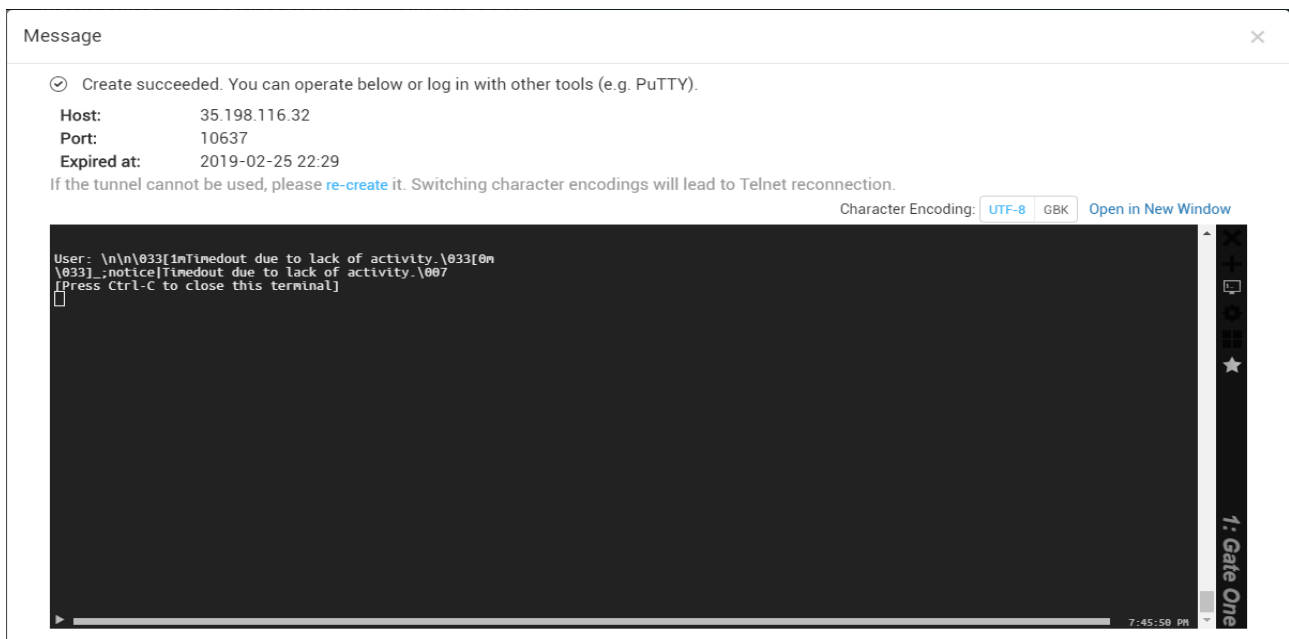 Message
Create succeeded. You can operate below or log in with other tools (e.g. PuTTY).
Host: 35.198.116.32
Port: 10637
Expired at: 2019-02-25 22:29
If the tunnel cannot be used, please re-create it. Switching character encodings will lead to Telnet reconnection.
Character Encoding: UTF-8 GBK Open in New Window
User: \n\n\033[1mTimedout due to lack of activity.\033[0m
\033]_;notice|Timedout due to lack of activity.\007
[Press Ctrl-C to close this terminal]
1: Gate One
7:45:50 PM